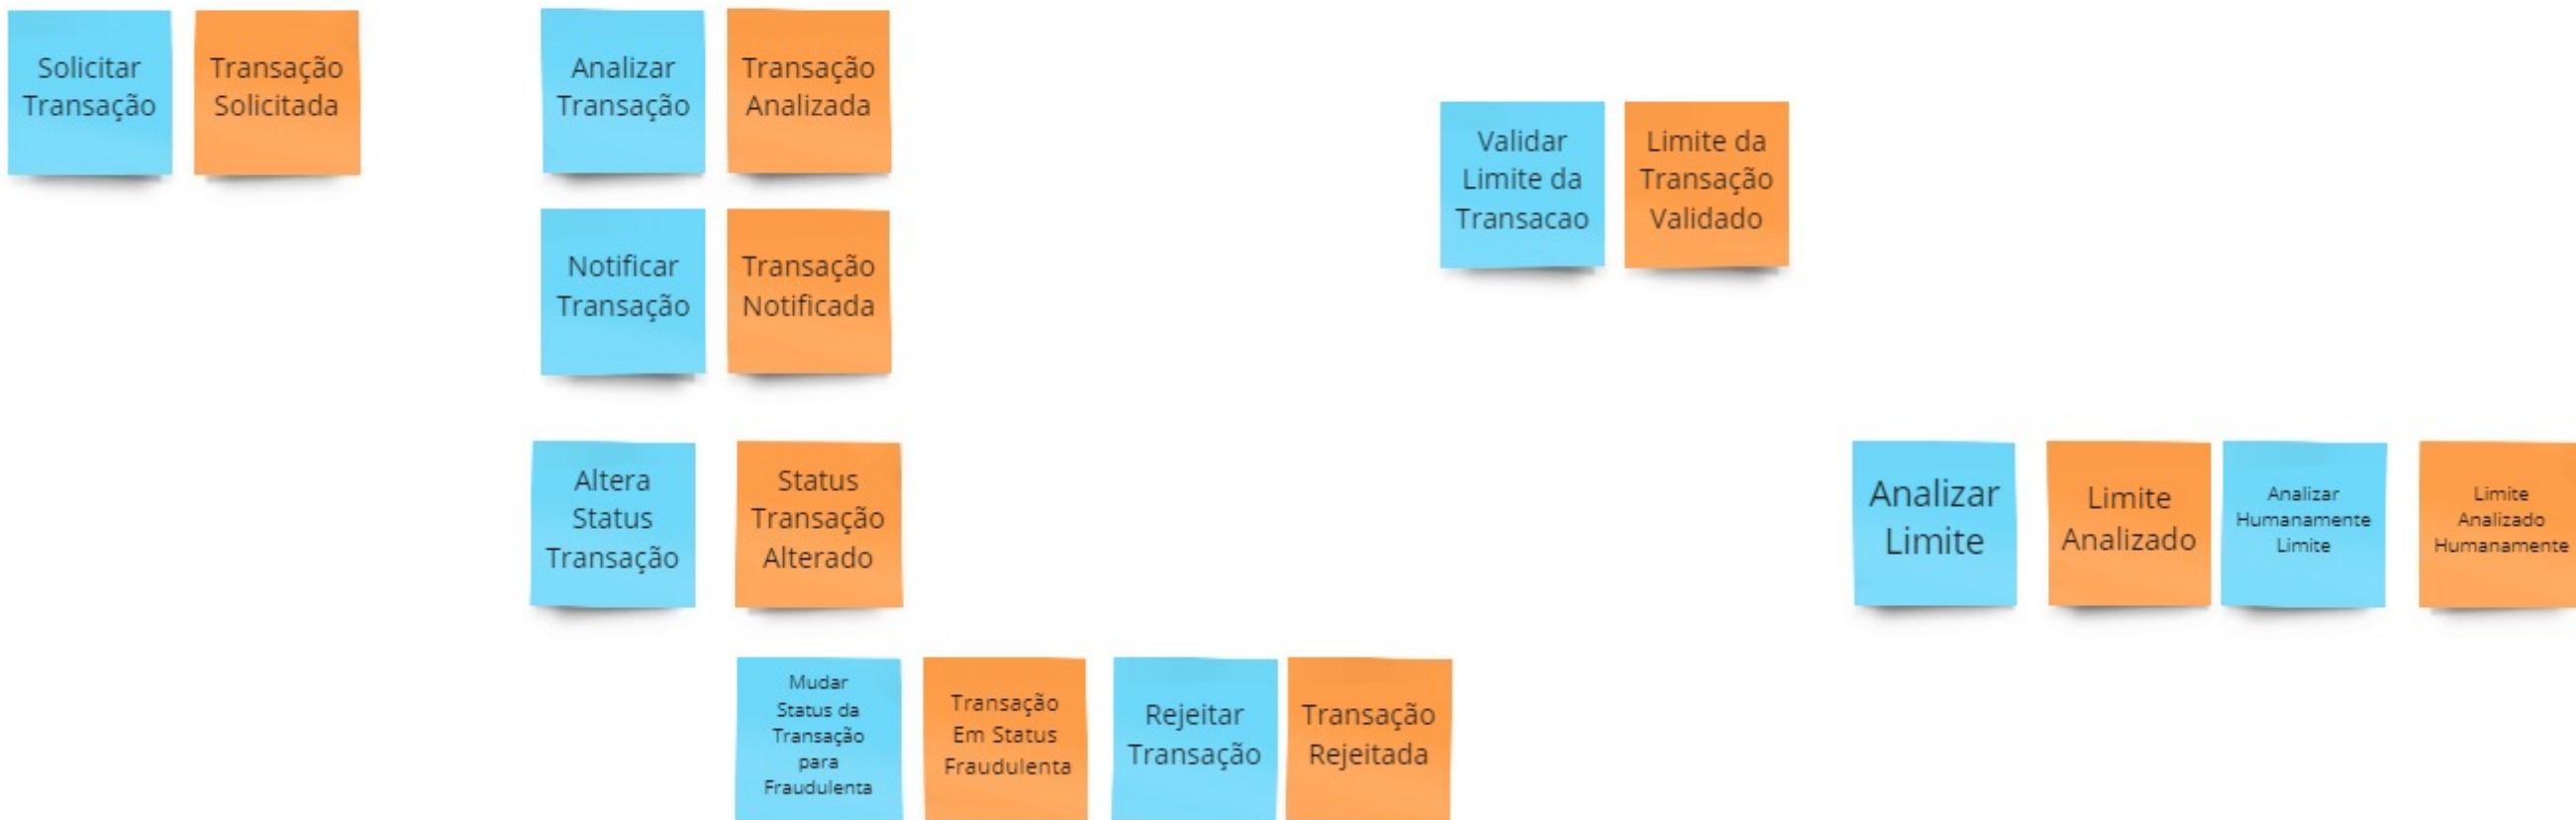 Solicitar
Transação
Transação
Solicitada
Analizar
Transação
Transação
Analizada
Notificar
Transação
Transação
Notificada
Validar
Limite da
Transacao
Limite da
Transação
Validado
Altera
Status
Transação
Status
Transação
Alterado
Analizar
Limite
Limite
Analizado
Analizar
Humanamente
Limite
Limite
Analizado
Humanamente
Mudar
Status da
Transação
para
Fraudulenta
Transação
Em Status
Fraudulenta
Rejeitar
Transação
Transação
Rejeitada